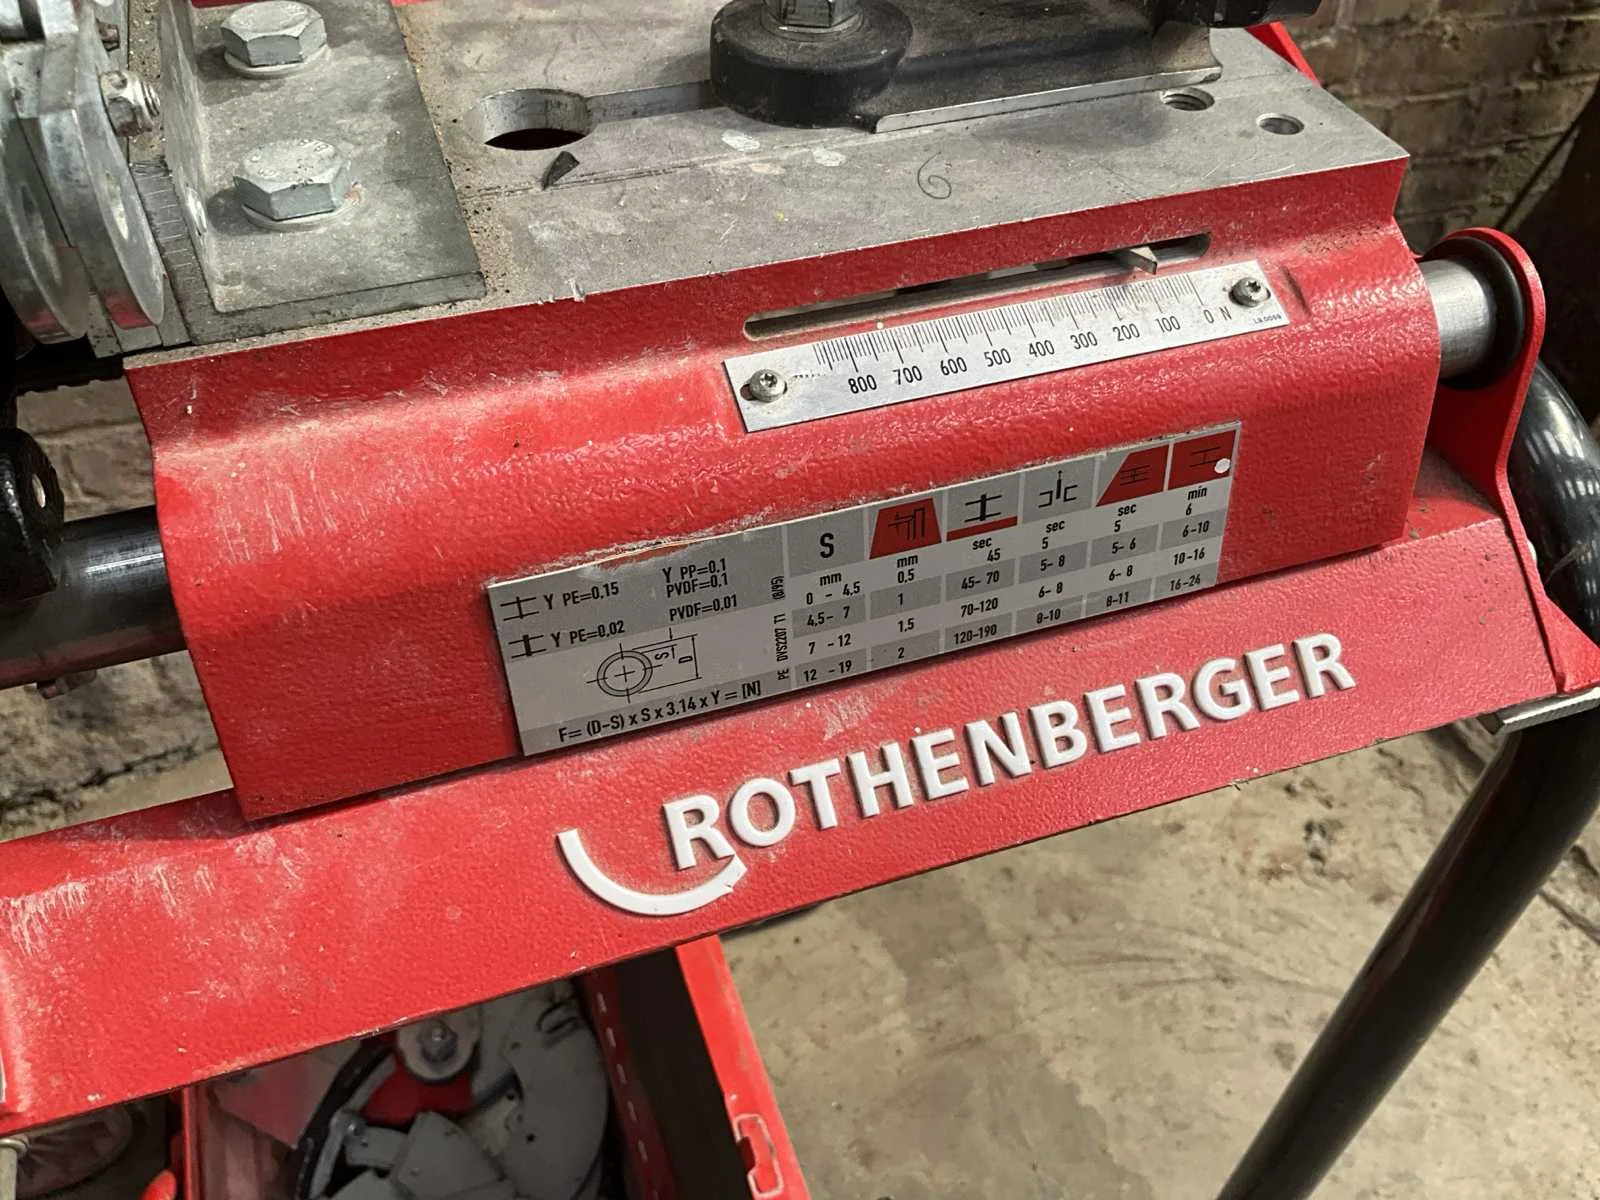 6
800 700 600 500 400 300 200 100 0 N
L9.0059
Y PE=0.15
Y PP=0.1
PVDF=0.1
Y PE=0,02
PVDF=0,01
S
D
F= (D-S) x S x 3.14 x Y = [N]
PE DVS2207 T1 (8/95)
S
mm mm sec sec sec min
0 - 4,5 0,5 45 5 5 6
4,5- 7 1 45-70 5- 8 5- 6 6-10
7 -12 1,5 70-120 6- 8 6- 8 10-16
12 -19 2 120-190 8-10 8-11 16-24
ROTHENBERGER